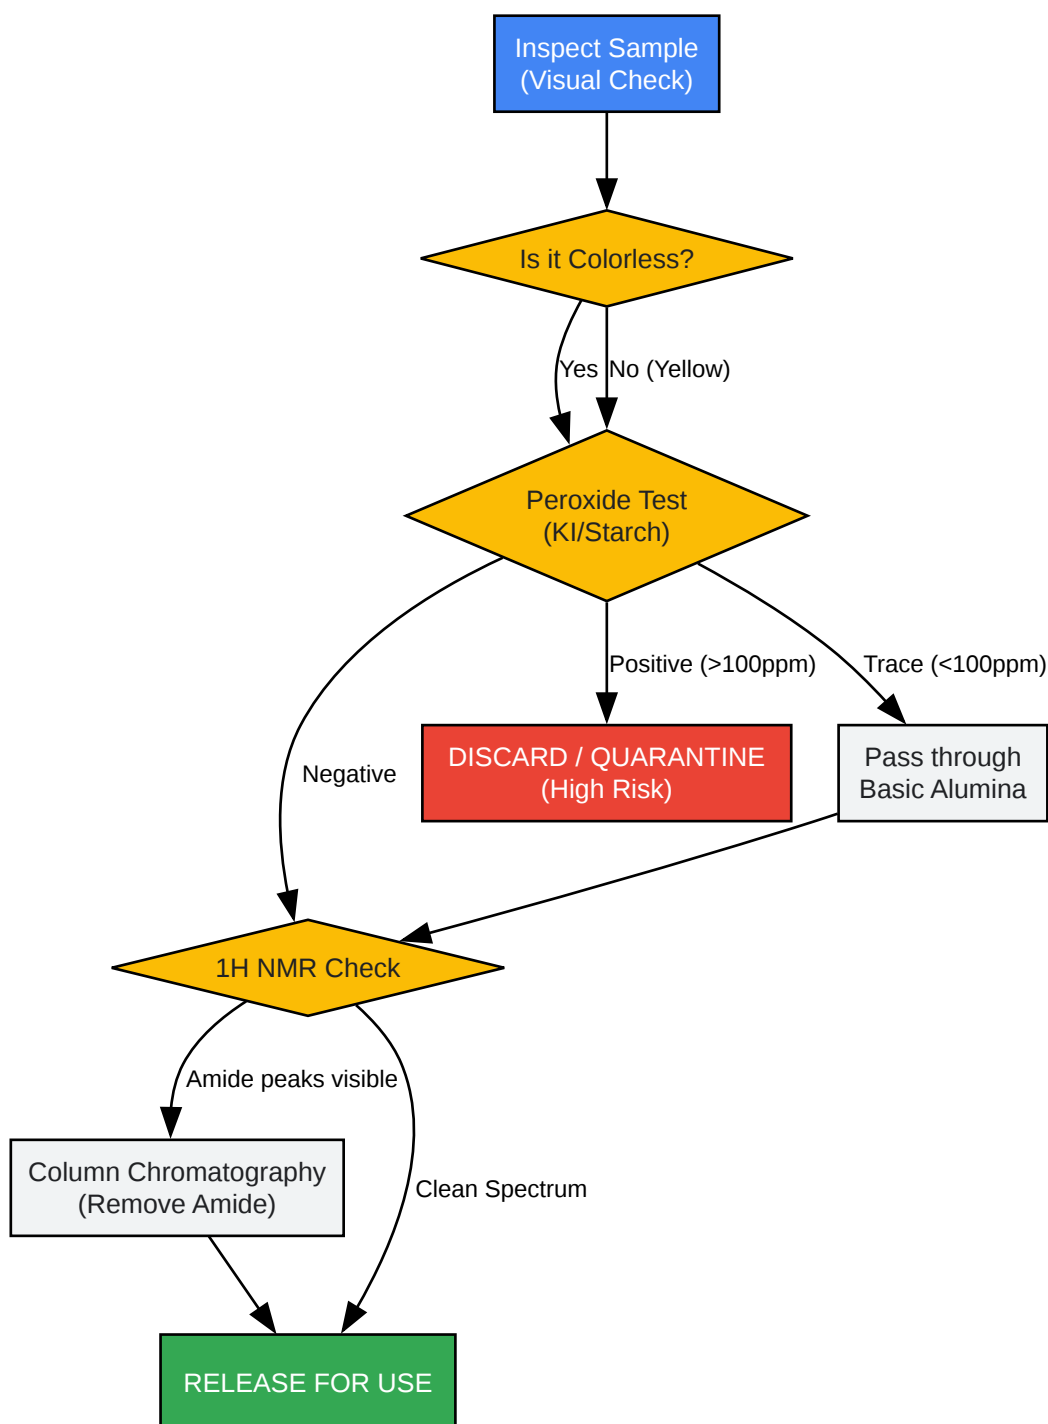 Inspect Sample
(Visual Check)
Is it Colorless?
Yes
No (Yellow)
Peroxide Test
(KI/Starch)
Positive (>100ppm)
Trace (<100ppm)
DISCARD / QUARANTINE
(High Risk)
Pass through
Basic Alumina
Negative
1H NMR Check
Amide peaks visible
Column Chromatography
(Remove Amide)
Clean Spectrum
RELEASE FOR USE